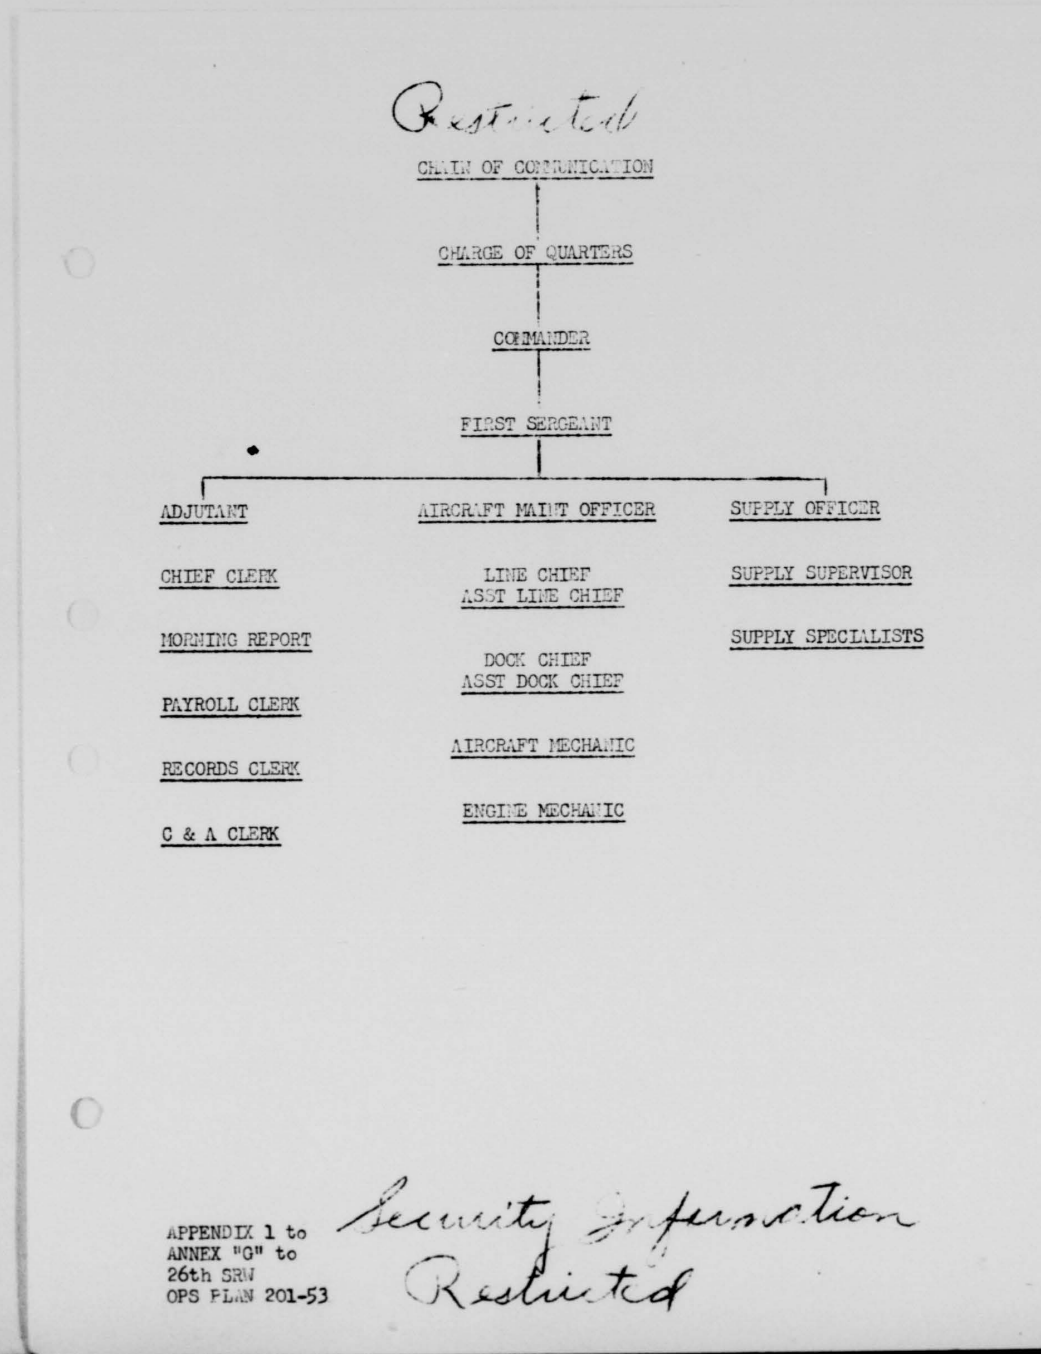 Restricted
CHAIN OF COMMUNICATION
CHARGE OF QUARTERS
COMMANDER
FIRST SERGEANT
ADJUTANT
CHIEF CLERK
MORNING REPORT
PAYROLL CLERK
RECORDS CLERK
C & A CLERK
AIRCRAFT MAINT OFFICER
LINE CHIEF
ASST LINE CHIEF
DOCK CHIEF
ASST DOCK CHIEF
AIRCRAFT MECHANIC
ENGINE MECHANIC
SUPPLY OFFICER
SUPPLY SUPERVISOR
SUPPLY SPECIALISTS
APPENDIX 1 to
ANNEX "G" to
26th SRW
OPS PLAN 201-53
Security Information
Restricted